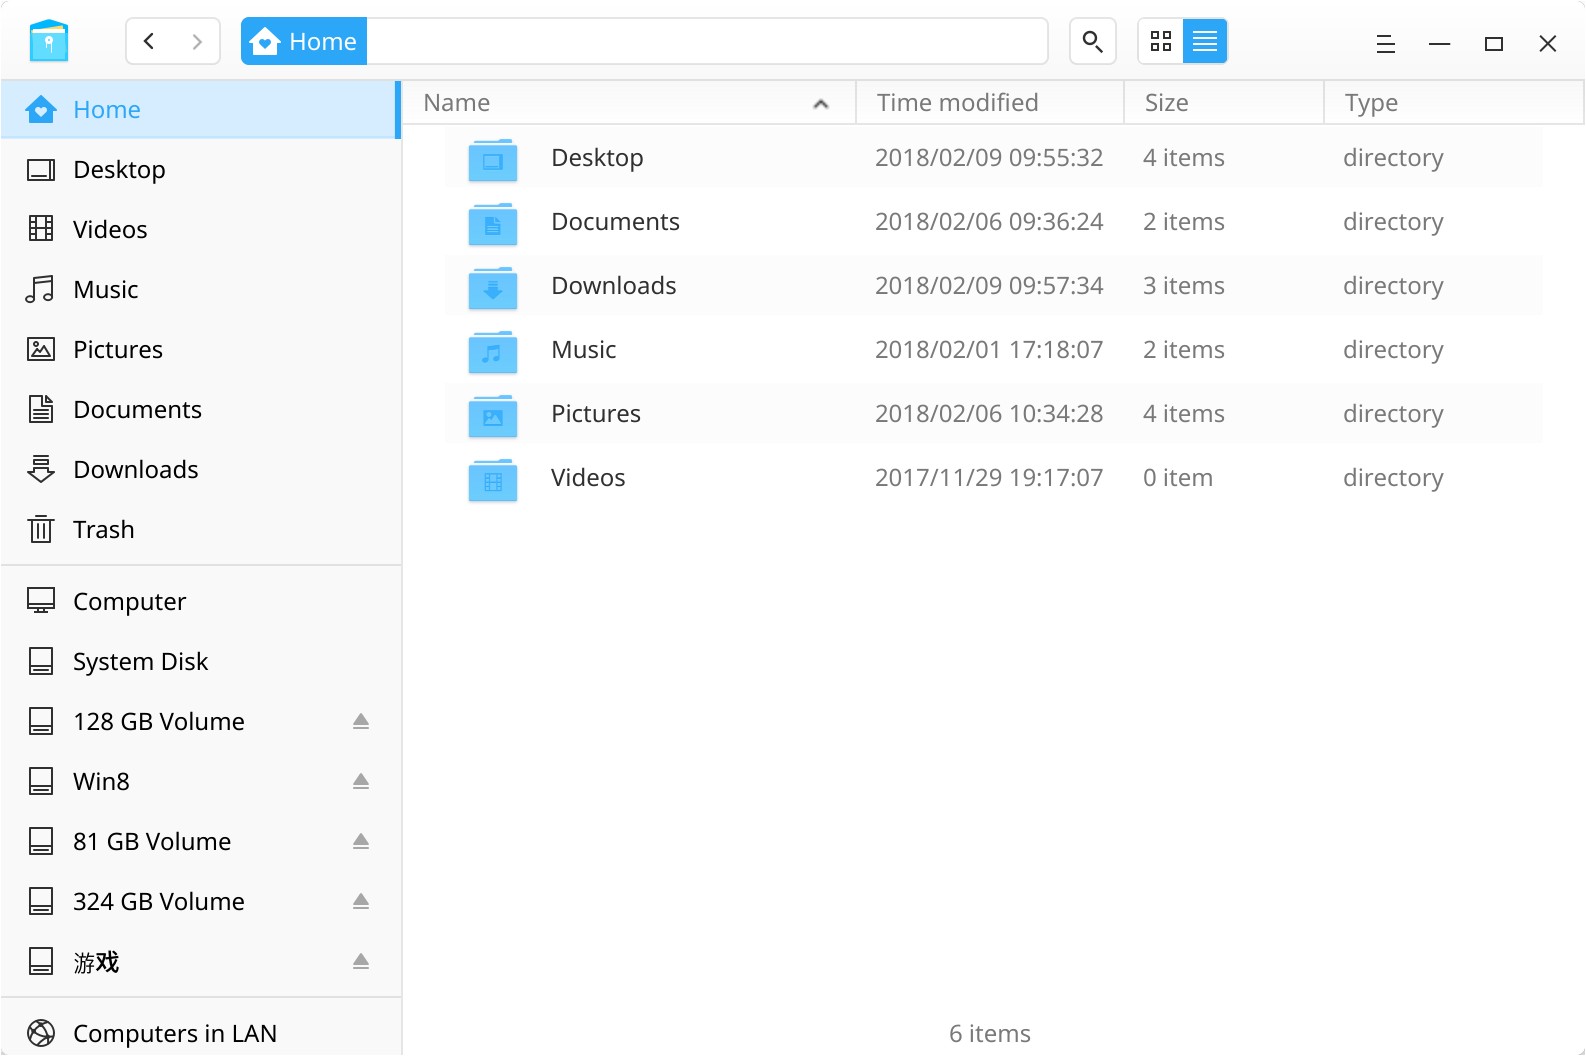 Home
Home
Desktop
Videos
Music
Pictures
Documents
Downloads
Trash
Computer
System Disk
128 GB Volume
Win8
81 GB Volume
324 GB Volume
游戏
Computers in LAN
Name Time modified Size Type
Desktop 2018/02/09 09:55:32 4 items directory
Documents 2018/02/06 09:36:24 2 items directory
Downloads 2018/02/09 09:57:34 3 items directory
Music 2018/02/01 17:18:07 2 items directory
Pictures 2018/02/06 10:34:28 4 items directory
Videos 2017/11/29 19:17:07 0 item directory
6 items